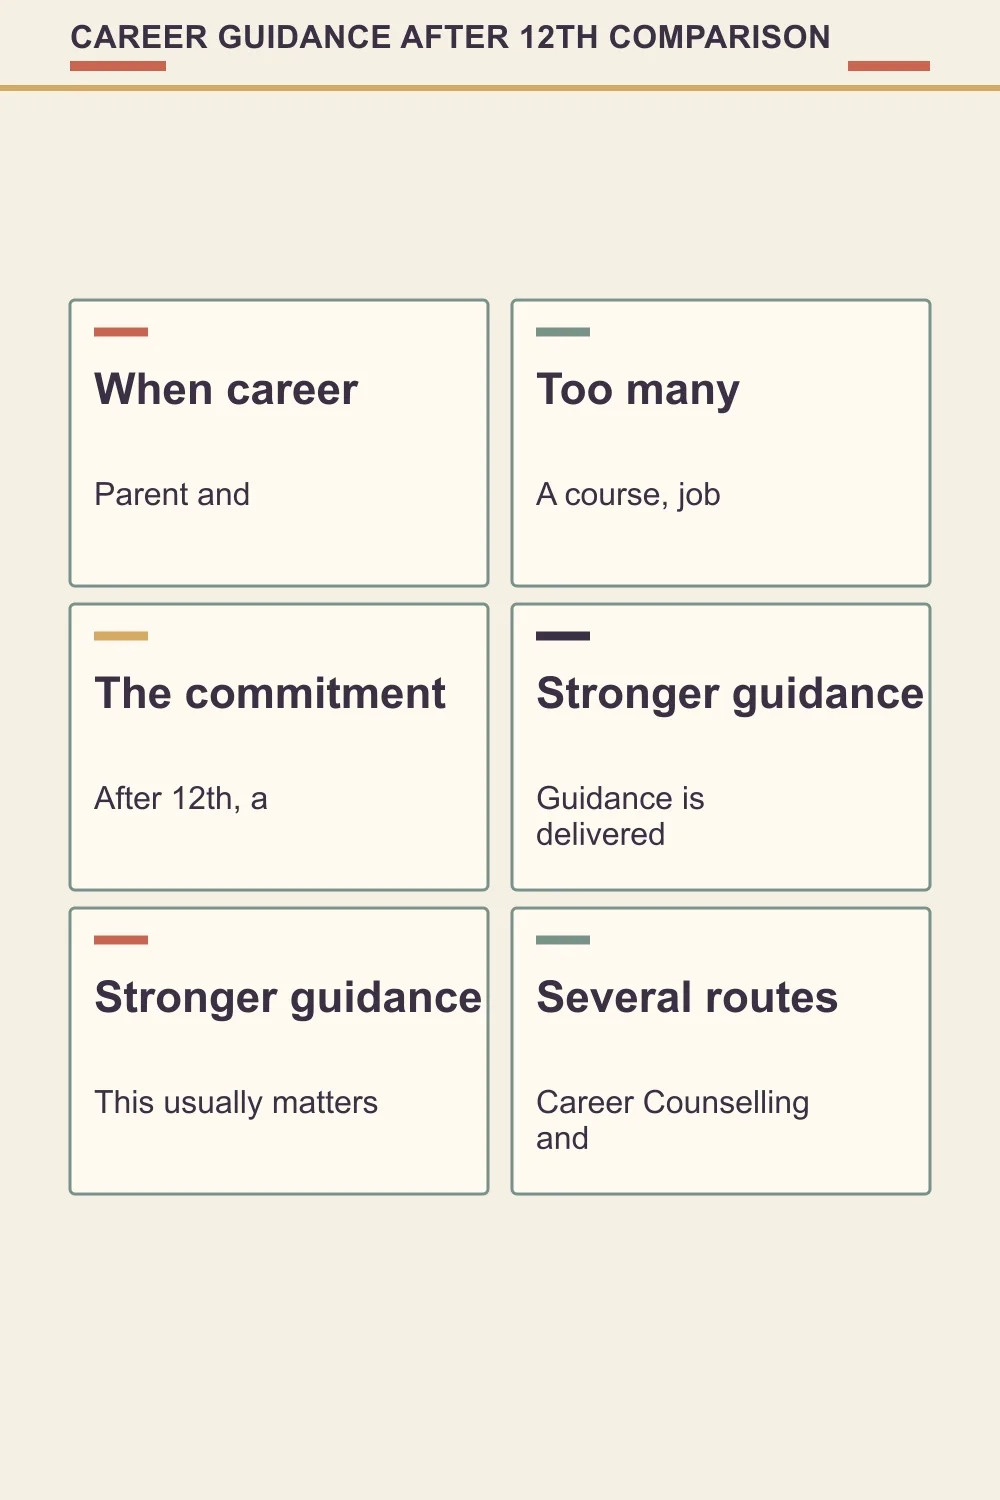 CAREER GUIDANCE AFTER 12TH COMPARISON
When career
Parent and
Too many
A course, job
The commitment
After 12th, a
Stronger guidance
Guidance is
delivered
Stronger guidance
This usually matters
Several routes
Career Counselling
and